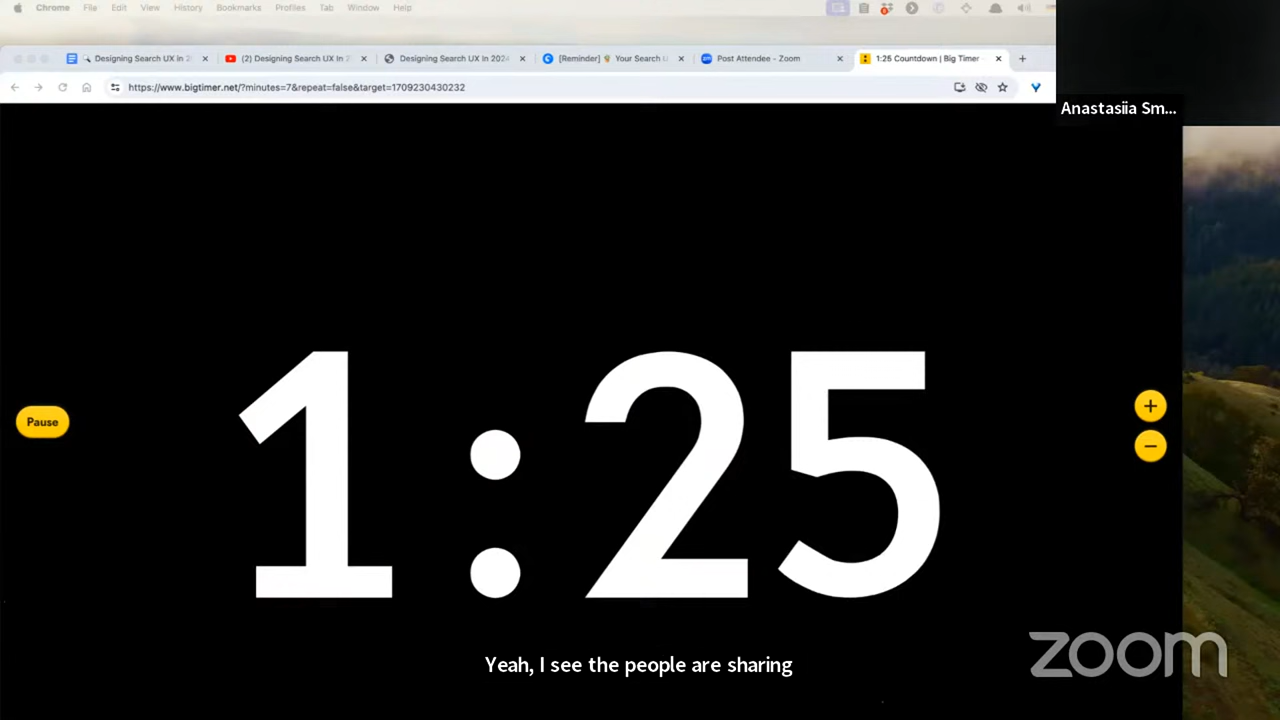 Chrome File Edit View History Bookmarks Profiles Tab Window Help
Designing Search UX in 2 (2) Designing Search UX In 2 Designing Search UX In 2024 [Reminder] Your Search U Post Attendee - Zoom 1:25 Countdown | Big Timer
https://www.bigtimer.net/?minutes=7&repeat=false&target=1709230430232
Anastasiia Sm...
Pause
1:25
+
−
Yeah, I see the people are sharing
zoom